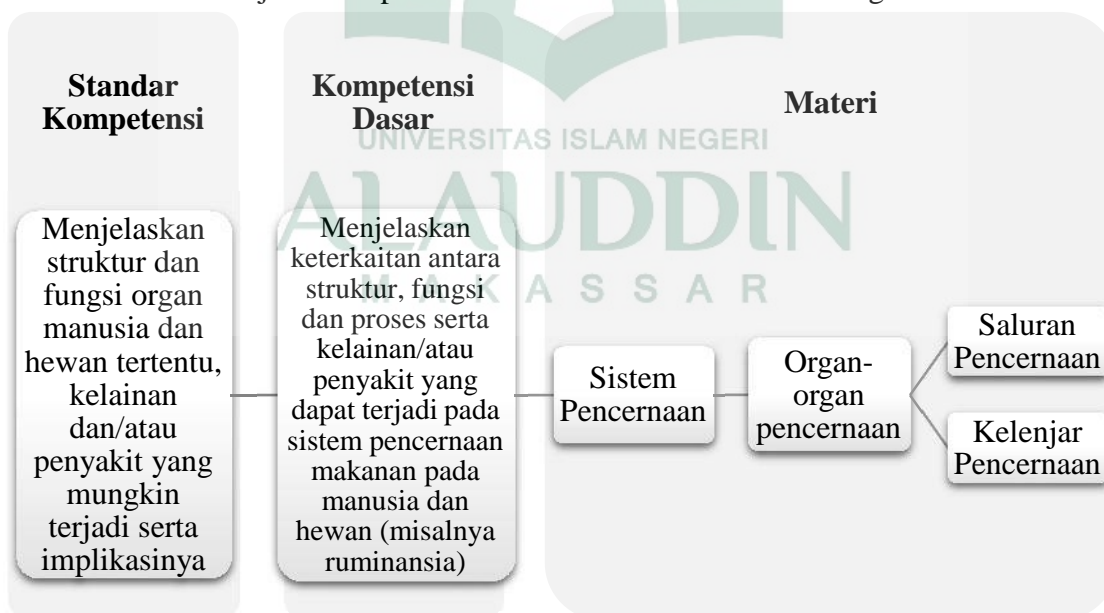 Standar
Kompetensi
Kompetensi
Dasar
Materi
UNIVERSITAS ISLAM NEGERI
ALAUDDIN
MAKASSAR
Menjelaskan
struktur dan
fungsi organ
manusia dan
hewan tertentu,
kelainan
dan/atau
penyakit yang
mungkin
terjadi serta
implikasinya
Menjelaskan
keterkaitan antara
struktur, fungsi
dan proses serta
kelainan/atau
penyakit yang
dapat terjadi pada
sistem pencernaan
makanan pada
manusia dan
hewan (misalnya
ruminansia)
Sistem
Pencernaan
Organ-
organ
pencernaan
Saluran
Pencernaan
Kelenjar
Pencernaan